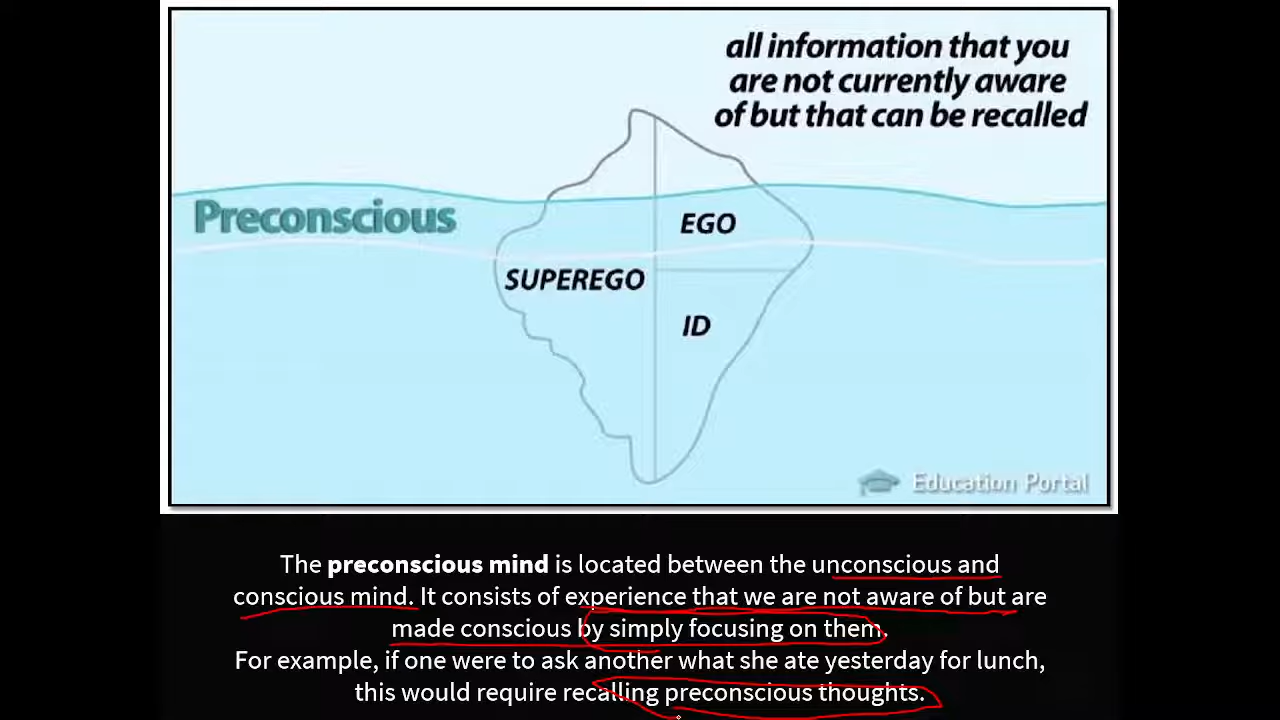 all information that you
are not currently aware
of but that can be recalled
Preconscious
EGO
SUPEREGO
ID
Education Portal
The preconscious mind is located between the unconscious and
conscious mind. It consists of experience that we are not aware of but are
made conscious by simply focusing on them.
For example, if one were to ask another what she ate yesterday for lunch,
this would require recalling preconscious thoughts.